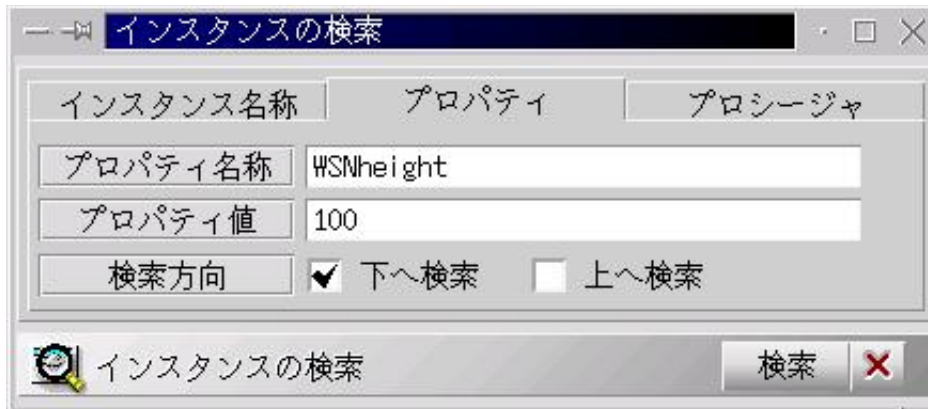 インスタンスの検索
インスタンス名称 プロパティ プロシージャ
プロパティ名称 WSNheight
プロパティ値 100
検索方向 下へ検索 上へ検索
インスタンスの検索 検索